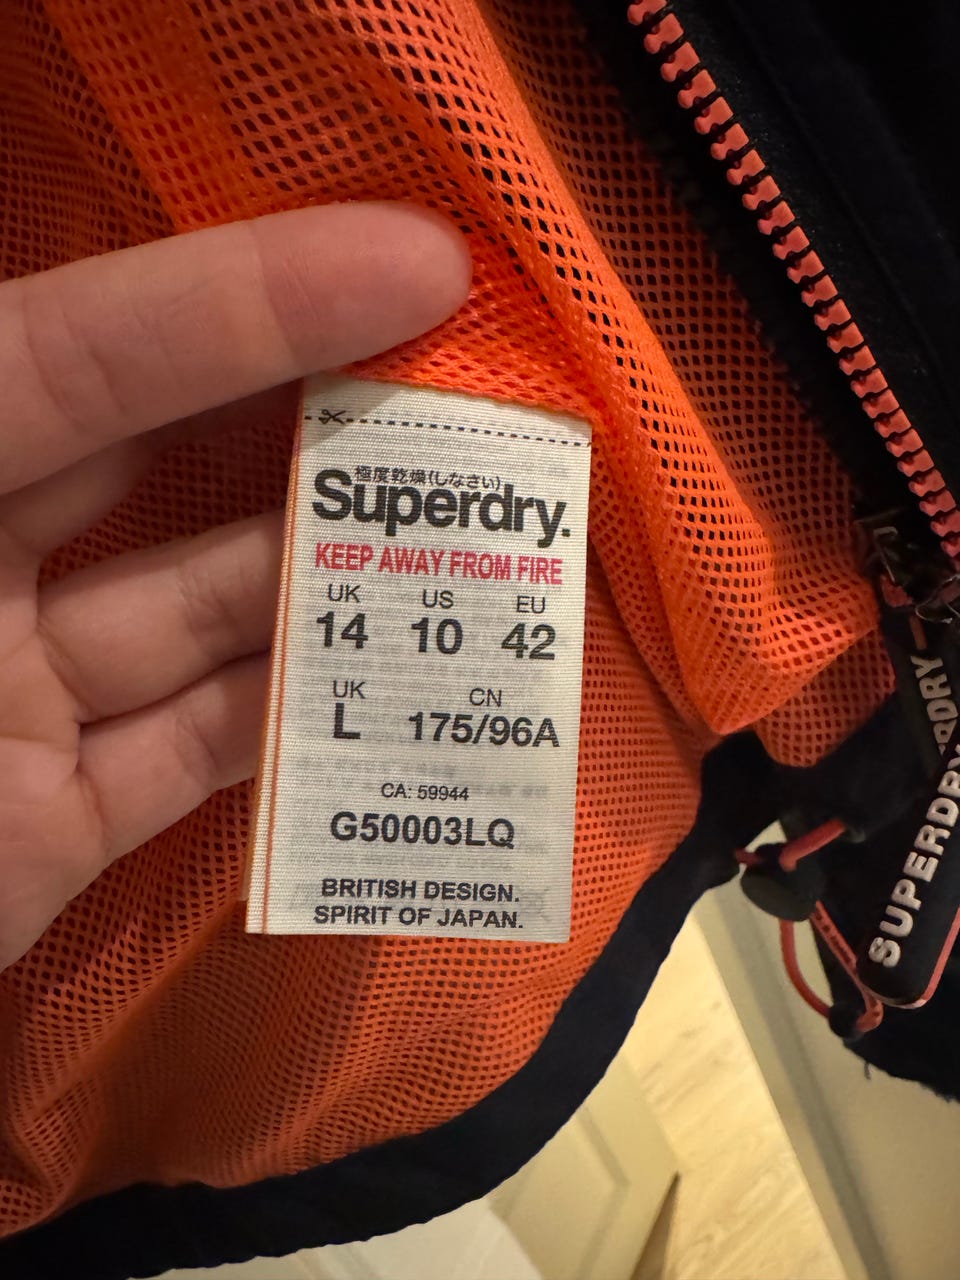 極度乾燥(しなさい)
Superdry.
KEEP AWAY FROM FIRE
UK US EU
14 10 42
UK CN
L 175/96A
CA: 59944
G50003LQ
BRITISH DESIGN.
SPIRIT OF JAPAN.
SUPERDRY